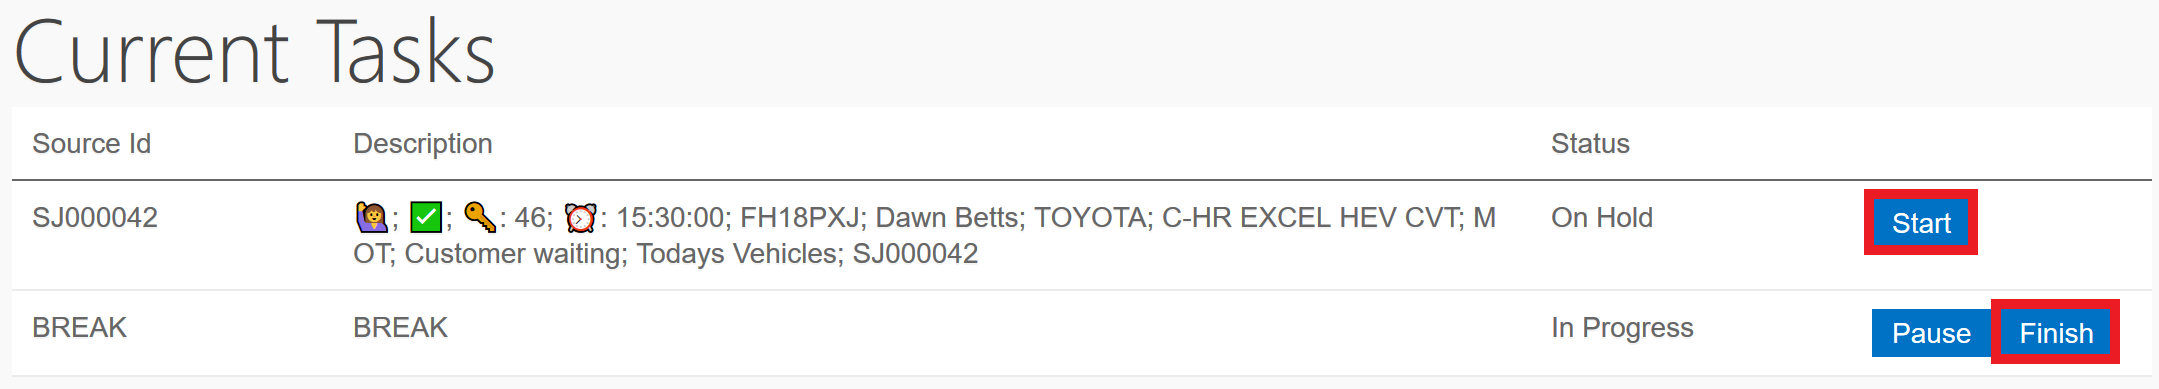 Current Tasks
Source Id Description Status
SJ000042 🙋‍♀️; ✅; 🔑: 46; ⏰: 15:30:00; FH18PXJ; Dawn Betts; TOYOTA; C-HR EXCEL HEV CVT; M On Hold Start
OT; Customer waiting; Todays Vehicles; SJ000042
BREAK BREAK In Progress Pause Finish